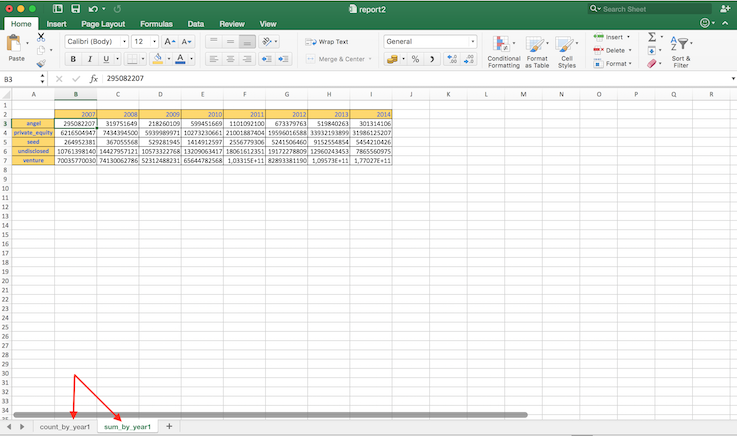 report2
Search Sheet
Home Insert Page Layout Formulas Data Review View
Paste
Calibri (Body) 12 A A
B I U A
Wrap Text
Merge & Center
General
% )
Conditional Formatting
Format as Table
Cell Styles
Insert
Delete
Format
Sort & Filter
B3 fx 295082207
A B C D E F G H I J K L M N O P Q R
1
2 2007 2008 2009 2010 2011 2012 2013 2014
3 angel 295082207 319751649 218260109 599451669 1101092100 673379763 519840263 301314106
4 private_equity 6216504947 7434394500 5939989971 10273230661 21001887404 19596016588 33932193899 31986125207
5 seed 264952381 367055568 529281945 1414912597 2556779306 5241506460 9152554854 5454210426
6 undisclosed 10761398140 14427957121 10573322768 13209063417 18061612351 19172278809 12960243453 7865560975
7 venture 70035770030 74130062786 52312488231 65644782568 1,03315E+11 82893381190 1,09573E+11 1,77027E+11
8
9
10
11
12
13
14
15
16
17
18
19
20
21
22
23
24
25
26
27
28
29
30
31
32
33
34
count_by_year1 sum_by_year1 +